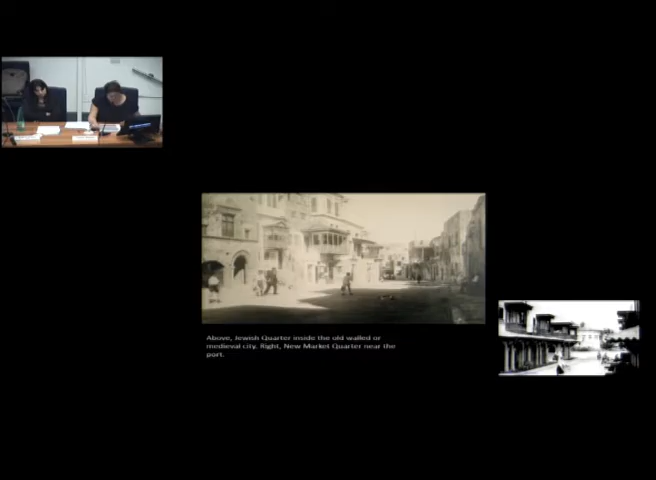 Above, Jewish Quarter inside the old walled or
medieval city. Right, New Market Quarter near the
port.